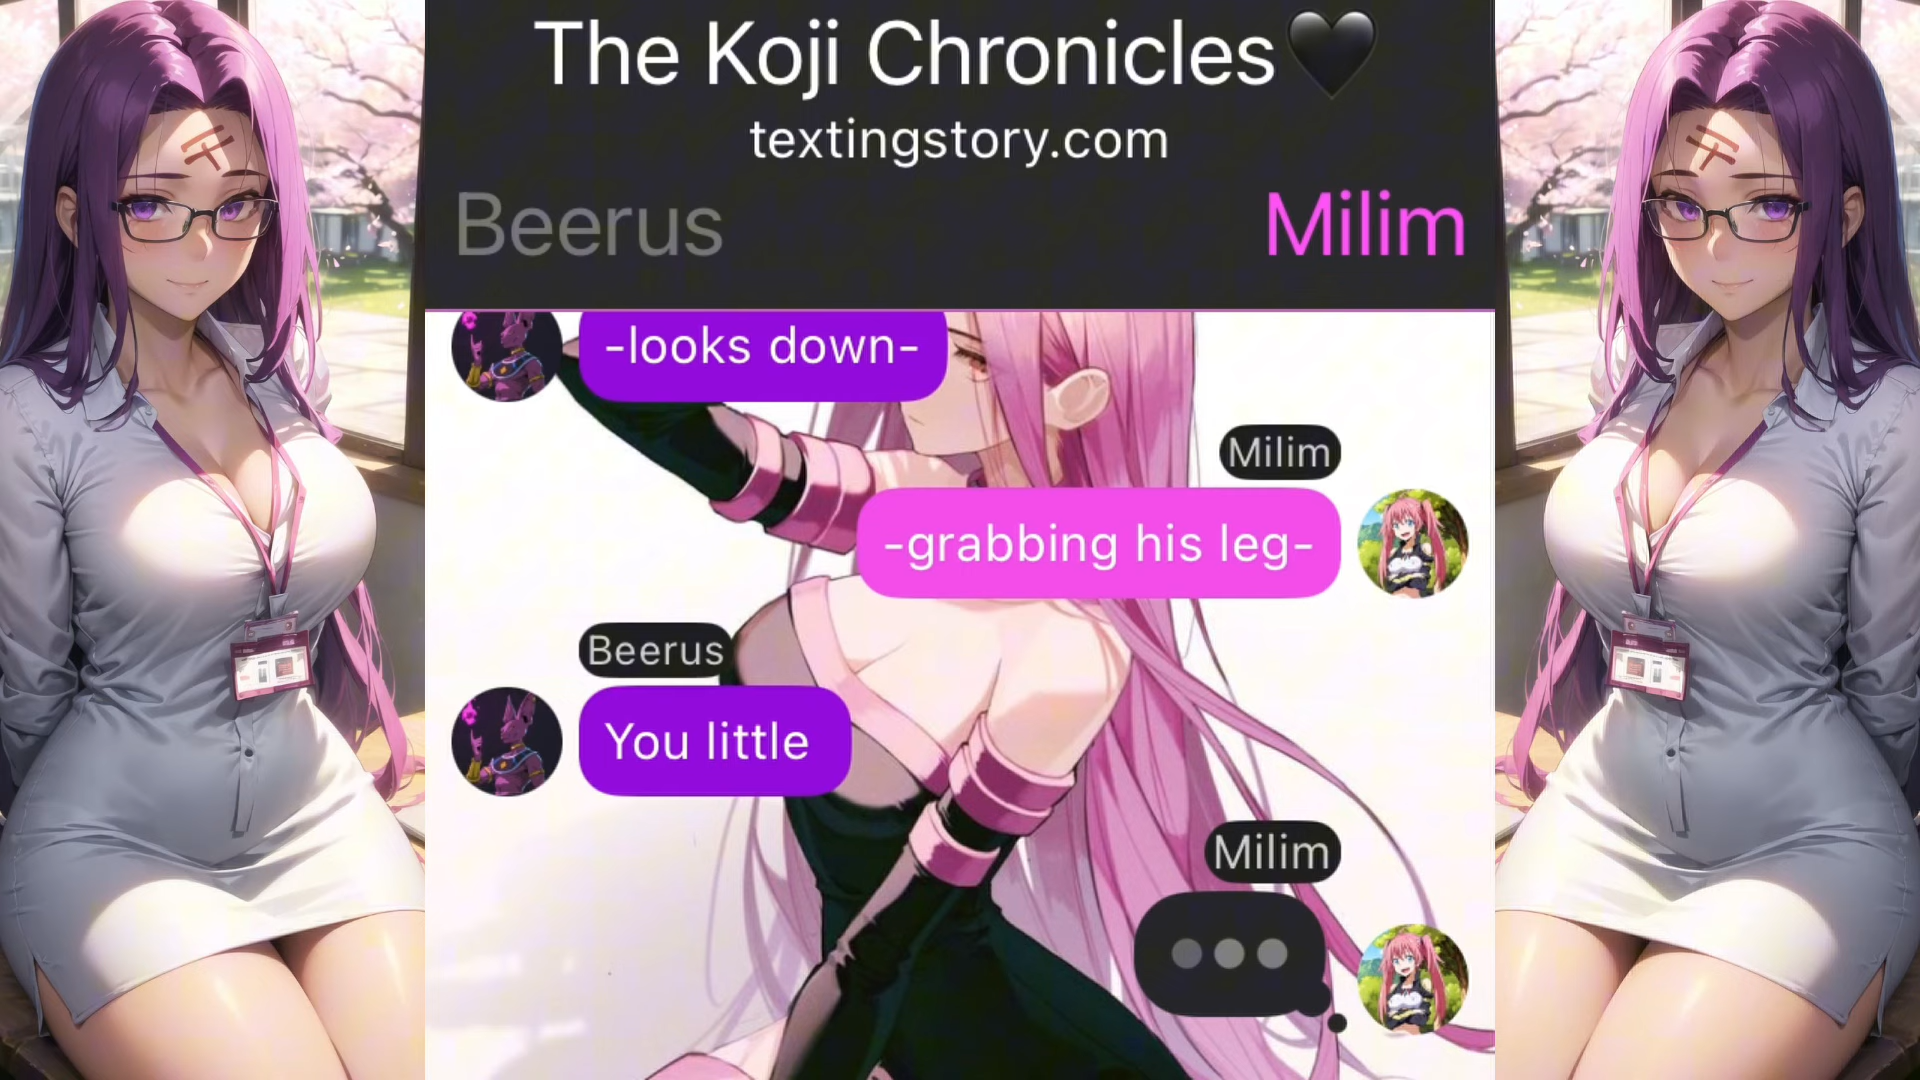 The Koji Chronicles🖤
textingstory.com
Beerus
Milim
-looks down-
Milim
-grabbing his leg-
Beerus
You little
Milim